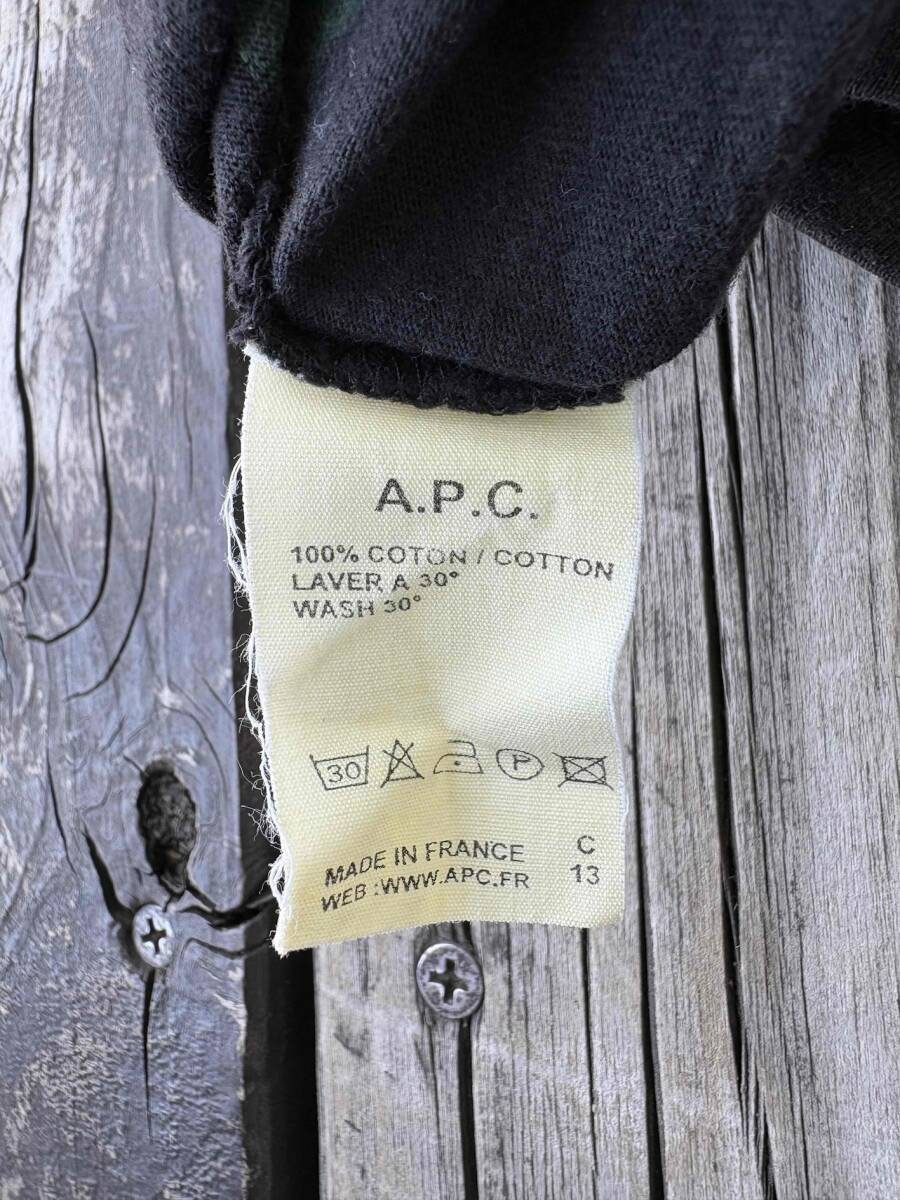 A.P.C.
100% COTON / COTTON
LAVER A 30°
WASH 30°
30 P
MADE IN FRANCE C
WEB :WWW.APC.FR 13